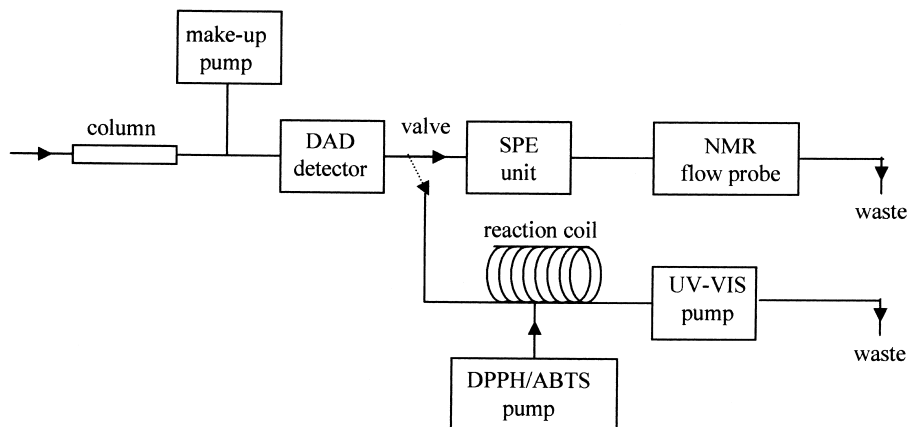 make-up
pump
column
DAD
detector
valve
SPE
unit
NMR
flow probe
waste
reaction coil
UV-VIS
pump
waste
DPPH/ABTS
pump